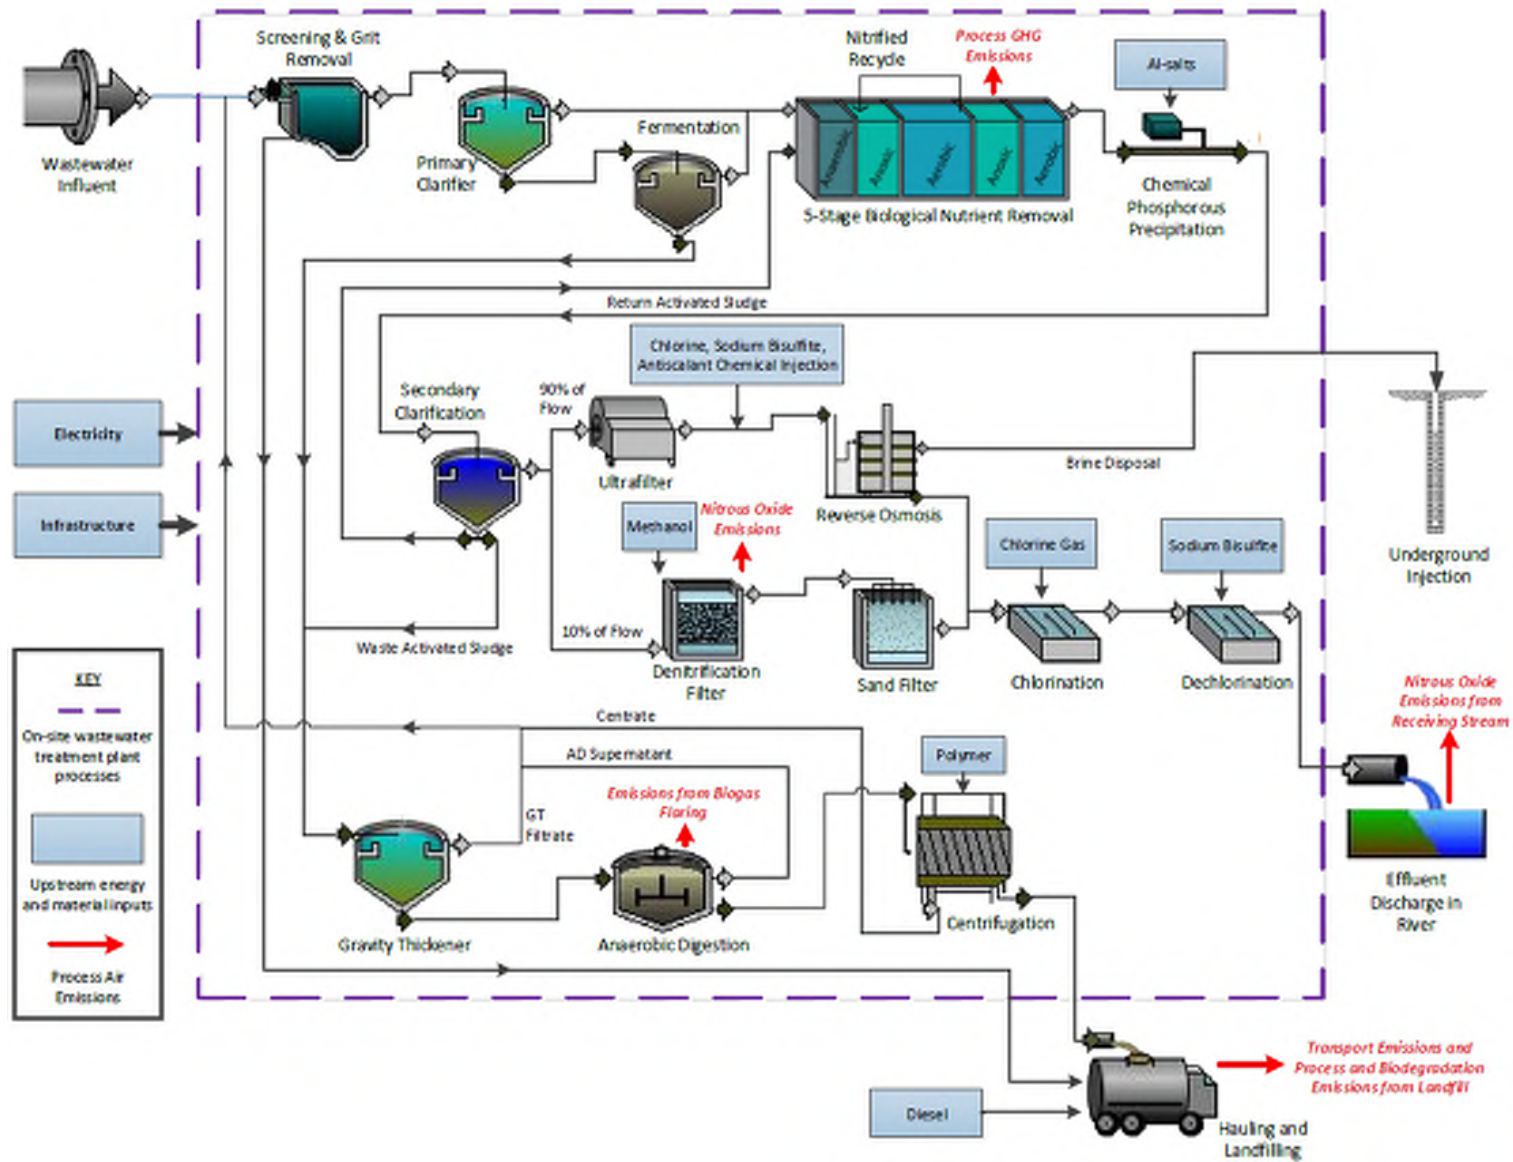 Screening & Grit
Removal
Nitrified
Recycle
Process GHG
Emissions
Al-salts
Wastewater
Influent
Primary
Clarifier
Fermentation
Anaerobic
Anoxic
Aerobic
Anoxic
Aerobic
5-Stage Biological Nutrient Removal
Chemical
Phosphorous
Precipitation
Return Activated Sludge
Chlorine, Sodium Bisulfite,
Antiscalant Chemical Injection
Secondary
Clarification
90% of
Flow
Electricity
Ultrafilter
Brine Disposal
Infrastructure
Methanol
Nitrous Oxide
Emissions
Reverse Osmosis
Chlorine Gas
Sodium Bisulfite
Underground
Injection
10% of Flow
Waste Activated Sludge
Denitrification
Filter
Sand Filter
Chlorination
Dechlorination
KEY
On-site wastewater
treatment plant
processes
Upstream energy
and material inputs
Process Air
Emissions
Nitrous Oxide
Emissions from
Receiving Stream
Centrate
AD Supernatant
Polymer
Emissions from Biogas
Flaring
GT
Filtrate
Effluent
Discharge in
River
Gravity Thickener
Anaerobic Digestion
Centrifugation
Transport Emissions and
Process and Biodegradation
Emissions from Landfill
Diesel
Hauling and
Landfilling